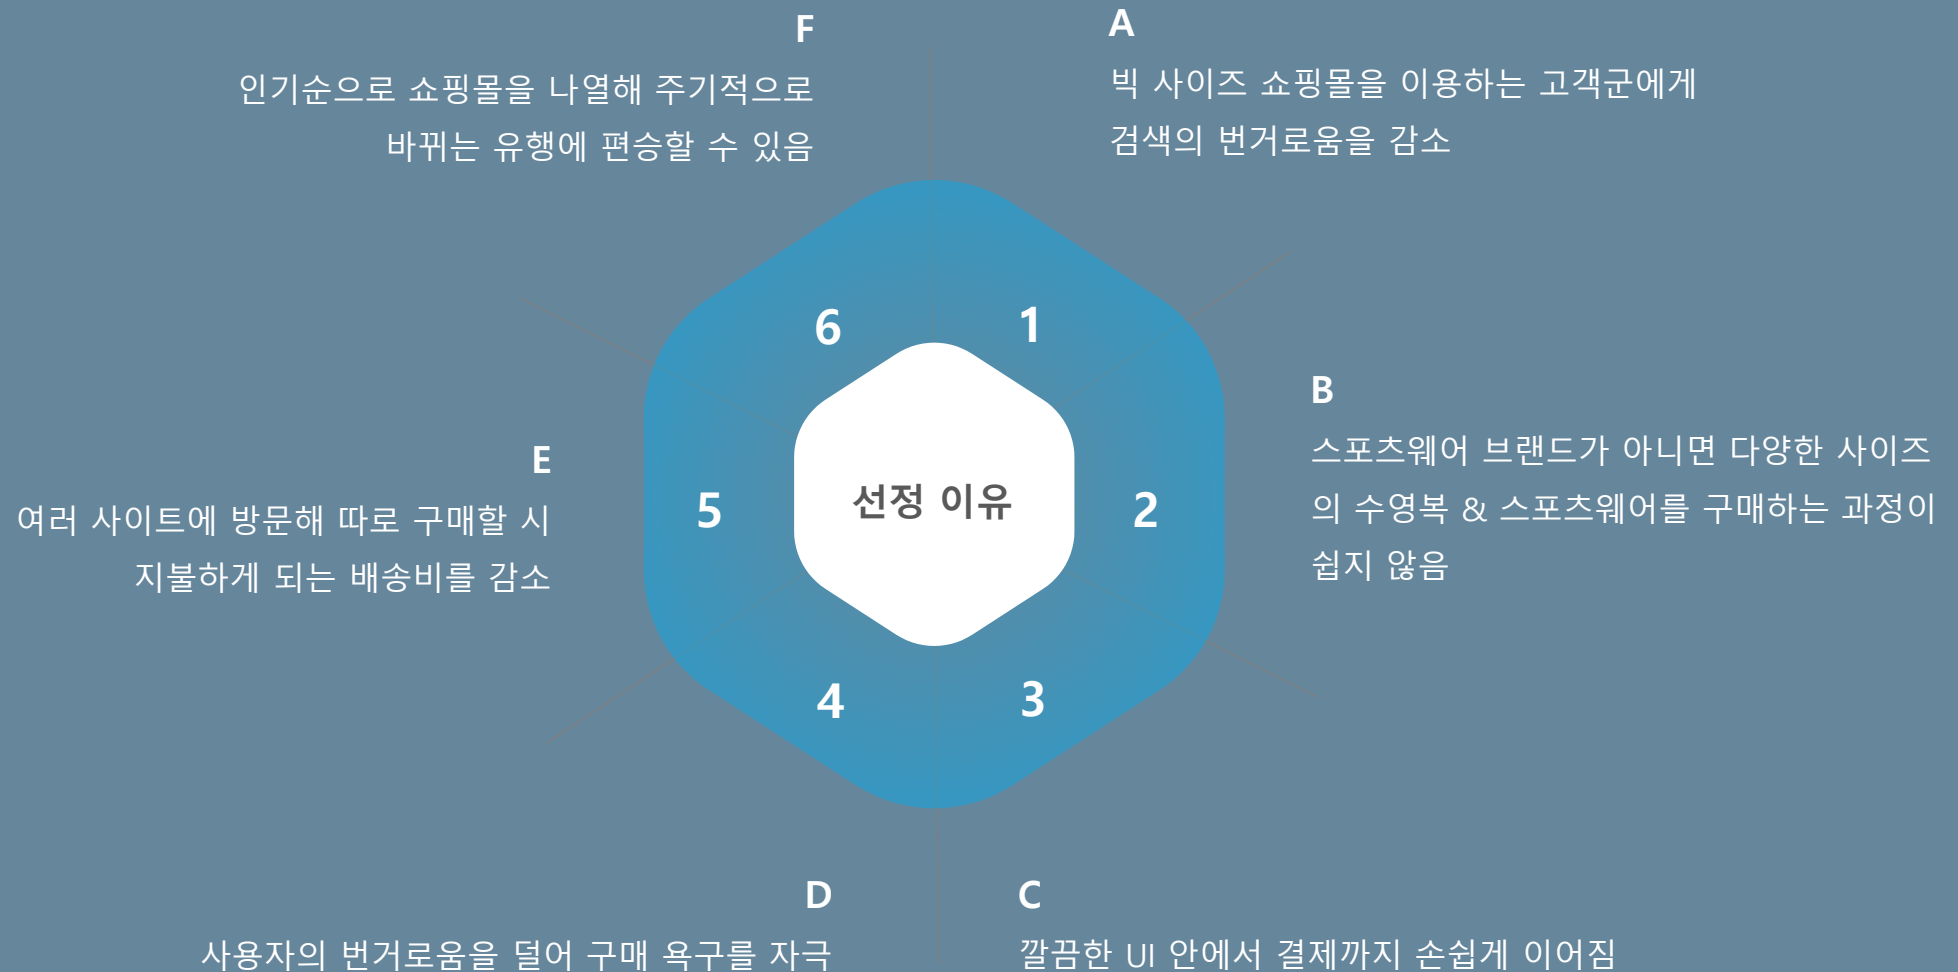 F
인기순으로 쇼핑몰을 나열해 주기적으로
바뀌는 유행에 편승할 수 있음
A
빅 사이즈 쇼핑몰을 이용하는 고객군에게
검색의 번거로움을 감소
6
1
B
스포츠웨어 브랜드가 아니면 다양한 사이즈
의 수영복 & 스포츠웨어를 구매하는 과정이
쉽지 않음
E
여러 사이트에 방문해 따로 구매할 시
지불하게 되는 배송비를 감소
5
선정 이유
2
4
3
D
사용자의 번거로움을 덜어 구매 욕구를 자극
C
깔끔한 UI 안에서 결제까지 손쉽게 이어짐